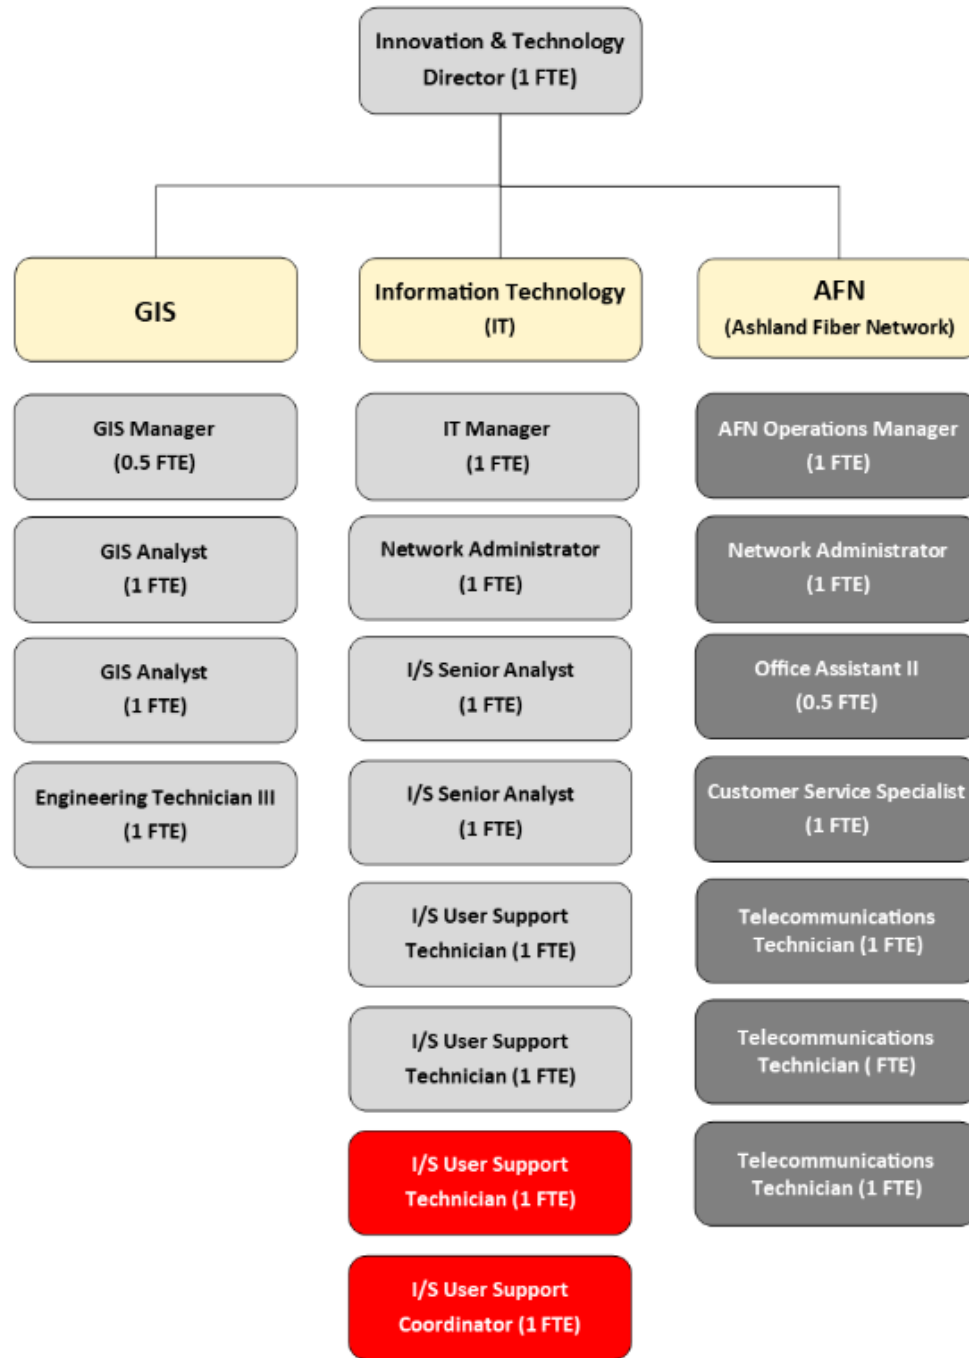 Innovation & Technology
Director (1 FTE)
GIS
Information Technology
(IT)
AFN
(Ashland Fiber Network)
GIS Manager
(0.5 FTE)
GIS Analyst
(1 FTE)
GIS Analyst
(1 FTE)
Engineering Technician III
(1 FTE)
IT Manager
(1 FTE)
Network Administrator
(1 FTE)
I/S Senior Analyst
(1 FTE)
I/S Senior Analyst
(1 FTE)
I/S User Support
Technician (1 FTE)
I/S User Support
Technician (1 FTE)
I/S User Support
Technician (1 FTE)
I/S User Support
Coordinator (1 FTE)
AFN Operations Manager
(1 FTE)
Network Administrator
(1 FTE)
Office Assistant II
(0.5 FTE)
Customer Service Specialist
(1 FTE)
Telecommunications
Technician (1 FTE)
Telecommunications
Technician ( FTE)
Telecommunications
Technician (1 FTE)